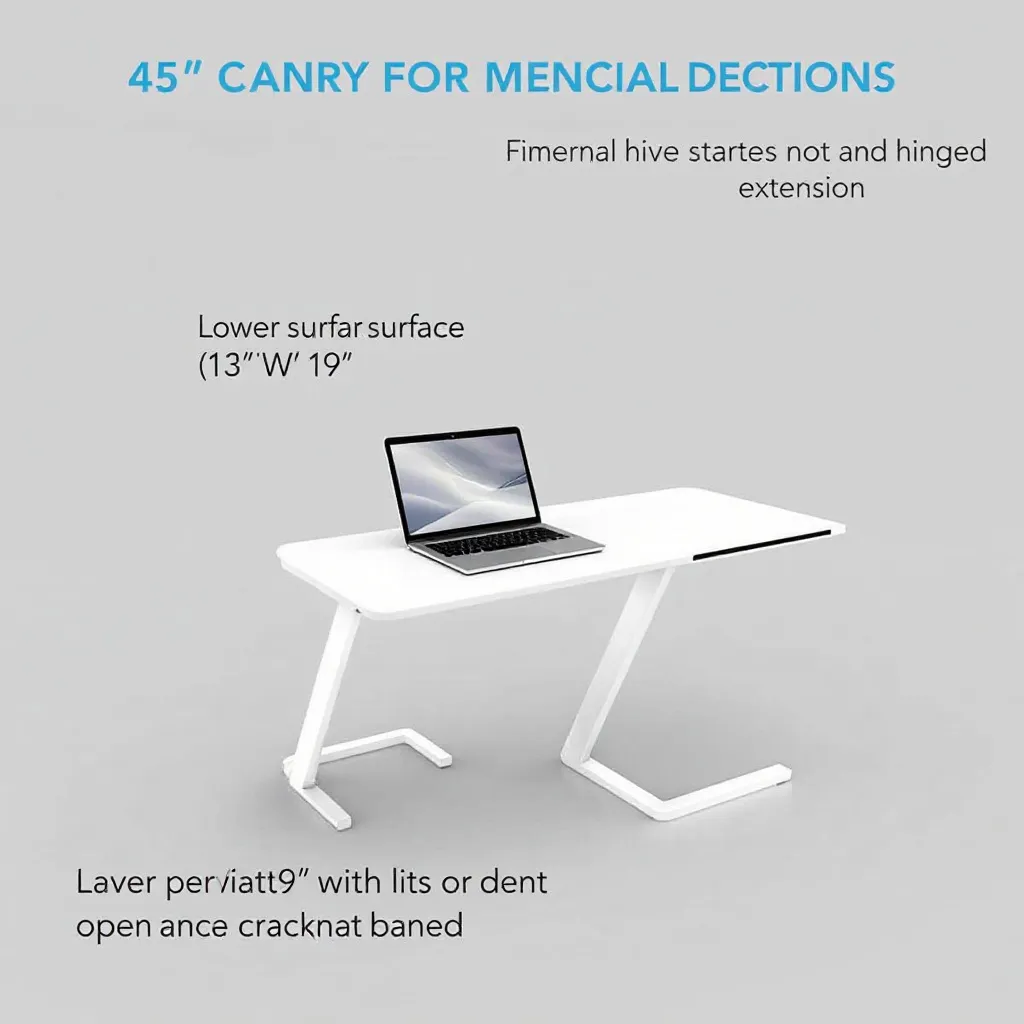 45" CANRY FOR MENCIAL DECTIONS
Fimernal hive startes not and hinged
extension
Lower surfar surface
(13"'W' 19"
Laver perviatt9" with lits or dent
open ance cracknat baned